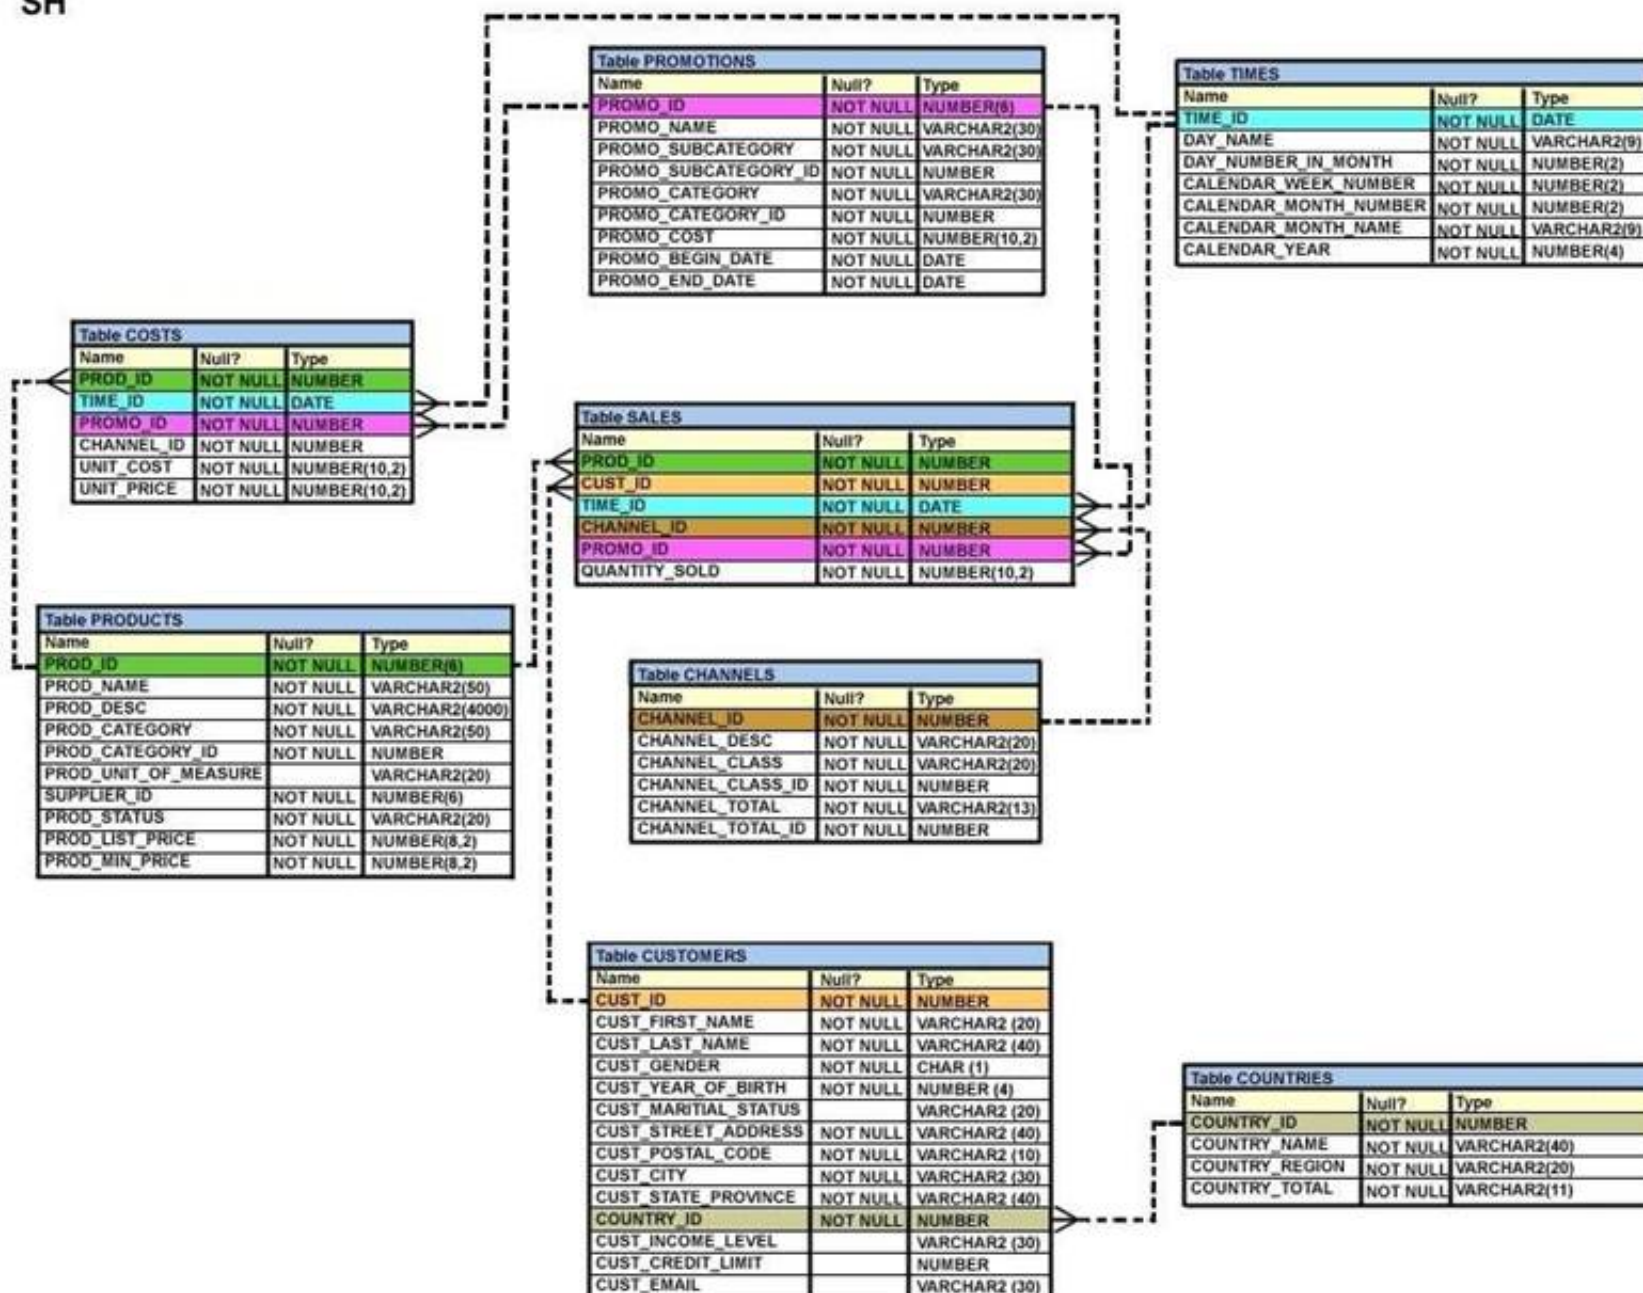 SH
Table PROMOTIONS
Name Null? Type
PROMO_ID NOT NULL NUMBER(6)
PROMO_NAME NOT NULL VARCHAR2(30)
PROMO_SUBCATEGORY NOT NULL VARCHAR2(30)
PROMO_SUBCATEGORY_ID NOT NULL NUMBER
PROMO_CATEGORY NOT NULL VARCHAR2(30)
PROMO_CATEGORY_ID NOT NULL NUMBER
PROMO_COST NOT NULL NUMBER(10,2)
PROMO_BEGIN_DATE NOT NULL DATE
PROMO_END_DATE NOT NULL DATE
Table TIMES
Name Null? Type
TIME_ID NOT NULL DATE
DAY_NAME NOT NULL VARCHAR2(9)
DAY_NUMBER_IN_MONTH NOT NULL NUMBER(2)
CALENDAR_WEEK_NUMBER NOT NULL NUMBER(2)
CALENDAR_MONTH_NUMBER NOT NULL NUMBER(2)
CALENDAR_MONTH_NAME NOT NULL VARCHAR2(9)
CALENDAR_YEAR NOT NULL NUMBER(4)
Table COSTS
Name Null? Type
PROD_ID NOT NULL NUMBER
TIME_ID NOT NULL DATE
PROMO_ID NOT NULL NUMBER
CHANNEL_ID NOT NULL NUMBER
UNIT_COST NOT NULL NUMBER(10,2)
UNIT_PRICE NOT NULL NUMBER(10,2)
Table SALES
Name Null? Type
PROD_ID NOT NULL NUMBER
CUST_ID NOT NULL NUMBER
TIME_ID NOT NULL DATE
CHANNEL_ID NOT NULL NUMBER
PROMO_ID NOT NULL NUMBER
QUANTITY_SOLD NOT NULL NUMBER(10,2)
Table PRODUCTS
Name Null? Type
PROD_ID NOT NULL NUMBER(6)
PROD_NAME NOT NULL VARCHAR2(50)
PROD_DESC NOT NULL VARCHAR2(4000)
PROD_CATEGORY NOT NULL VARCHAR2(50)
PROD_CATEGORY_ID NOT NULL NUMBER
PROD_UNIT_OF_MEASURE VARCHAR2(20)
SUPPLIER_ID NOT NULL NUMBER(6)
PROD_STATUS NOT NULL VARCHAR2(20)
PROD_LIST_PRICE NOT NULL NUMBER(8,2)
PROD_MIN_PRICE NOT NULL NUMBER(8,2)
Table CHANNELS
Name Null? Type
CHANNEL_ID NOT NULL NUMBER
CHANNEL_DESC NOT NULL VARCHAR2(20)
CHANNEL_CLASS NOT NULL VARCHAR2(20)
CHANNEL_CLASS_ID NOT NULL NUMBER
CHANNEL_TOTAL NOT NULL VARCHAR2(13)
CHANNEL_TOTAL_ID NOT NULL NUMBER
Table CUSTOMERS
Name Null? Type
CUST_ID NOT NULL NUMBER
CUST_FIRST_NAME NOT NULL VARCHAR2 (20)
CUST_LAST_NAME NOT NULL VARCHAR2 (40)
CUST_GENDER NOT NULL CHAR (1)
CUST_YEAR_OF_BIRTH NOT NULL NUMBER (4)
CUST_MARITIAL_STATUS VARCHAR2 (20)
CUST_STREET_ADDRESS NOT NULL VARCHAR2 (40)
CUST_POSTAL_CODE NOT NULL VARCHAR2 (10)
CUST_CITY NOT NULL VARCHAR2 (30)
CUST_STATE_PROVINCE NOT NULL VARCHAR2 (40)
COUNTRY_ID NOT NULL NUMBER
CUST_INCOME_LEVEL VARCHAR2 (30)
CUST_CREDIT_LIMIT NUMBER
CUST_EMAIL VARCHAR2 (30)
Table COUNTRIES
Name Null? Type
COUNTRY_ID NOT NULL NUMBER
COUNTRY_NAME NOT NULL VARCHAR2(40)
COUNTRY_REGION NOT NULL VARCHAR2(20)
COUNTRY_TOTAL NOT NULL VARCHAR2(11)